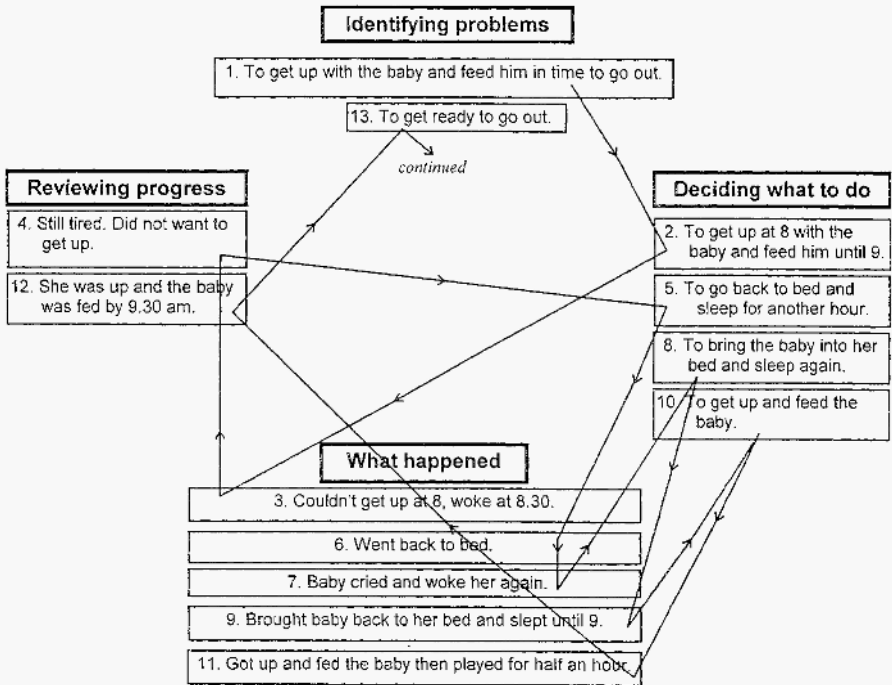 Identifying problems
1. To get up with the baby and feed him in time to go out.
13. To get ready to go out.
continued
Reviewing progress
4. Still tired. Did not want to
get up.
12. She was up and the baby
was fed by 9.30 am.
Deciding what to do
2. To get up at 8 with the
baby and feed him until 9.
5. To go back to bed and
sleep for another hour.
8. To bring the baby into her
bed and sleep again.
10. To get up and feed the
baby.
What happened
3. Couldn't get up at 8, woke at 8.30.
6. Went back to bed.
7. Baby cried and woke her again.
9. Brought baby back to her bed and slept until 9.
11. Got up and fed the baby then played for half an hour.